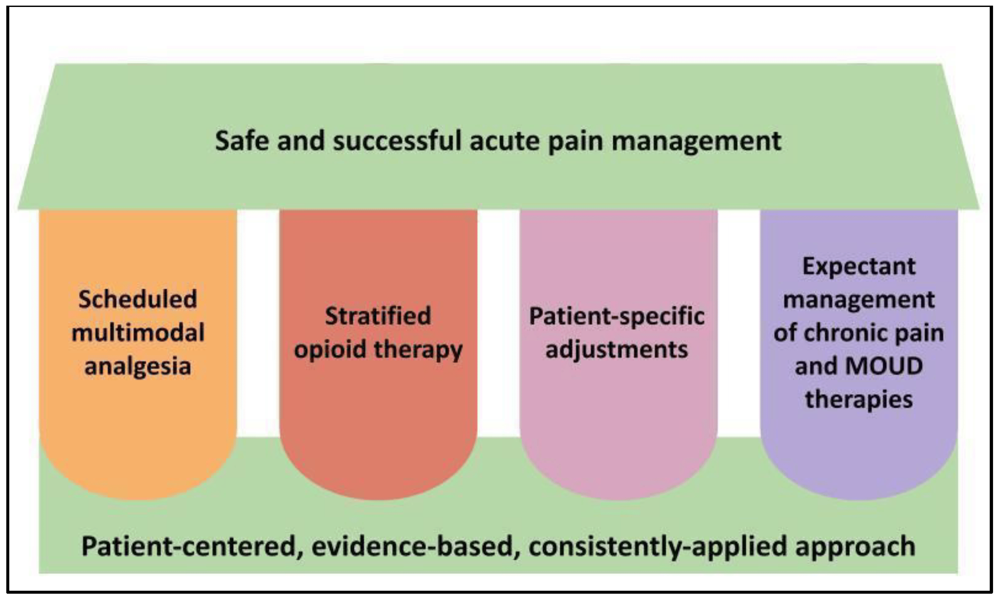 Safe and successful acute pain management
Scheduled
multimodal
analgesia
Stratified
opioid therapy
Patient-specific
adjustments
Expectant
management
of chronic pain
and MOUD
therapies
Patient-centered, evidence-based, consistently-applied approach